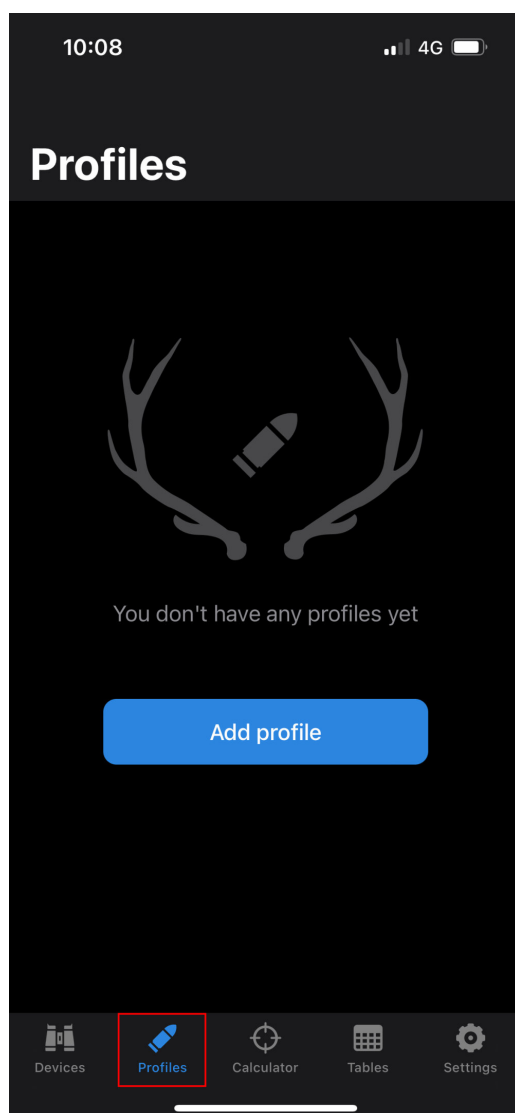 10:08 4G
Profiles
You don't have any profiles yet
Add profile
Devices Profiles Calculator Tables Settings